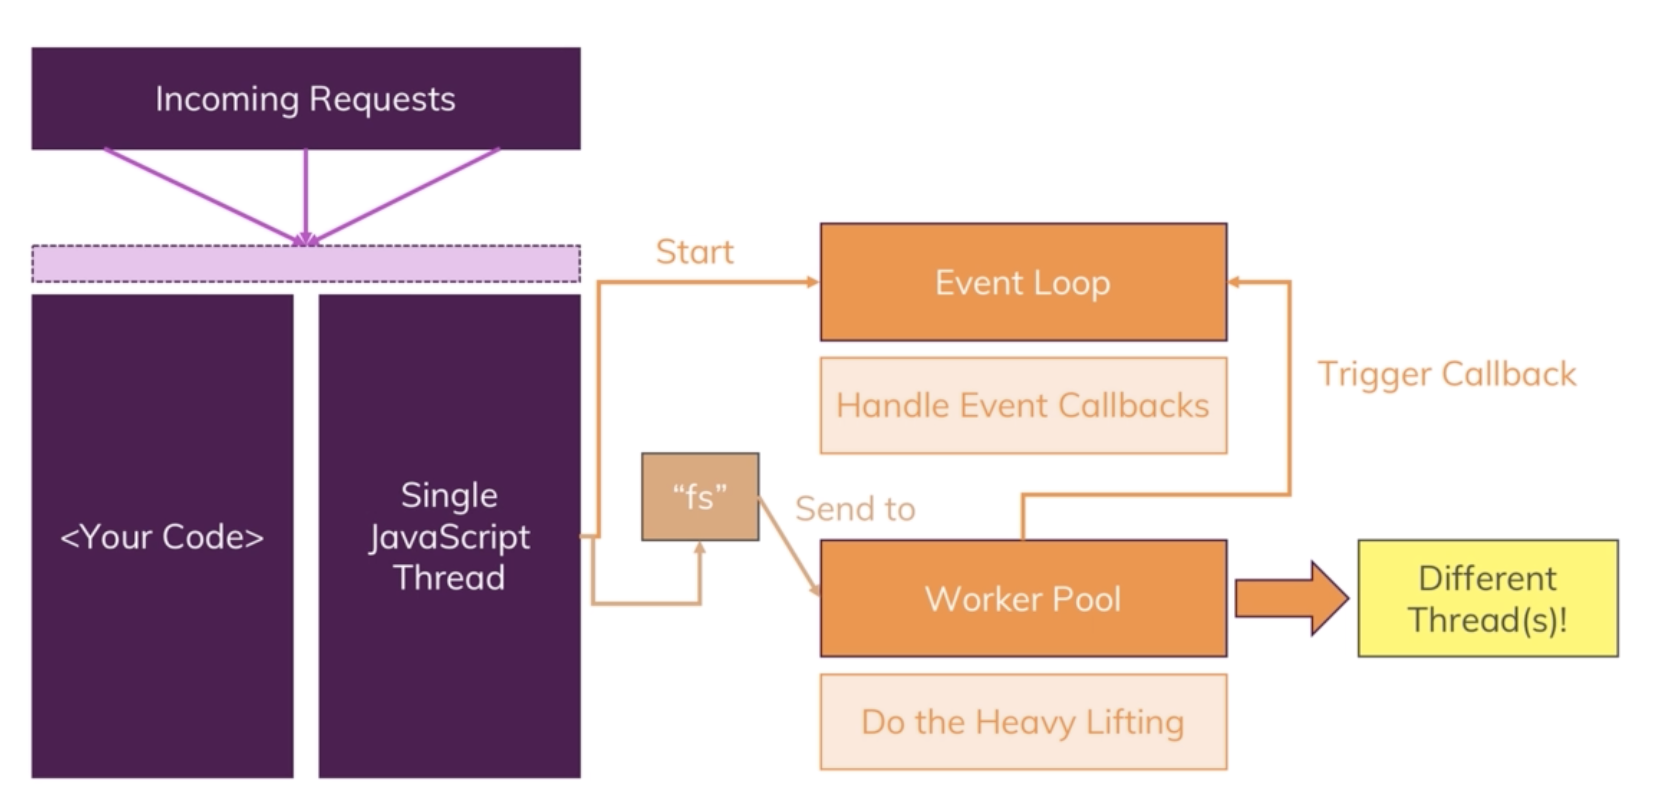 Incoming Requests
<Your Code>
Single
JavaScript
Thread
Start
Event Loop
Handle Event Callbacks
Trigger Callback
“fs”
Send to
Worker Pool
Different
Thread(s)!
Do the Heavy Lifting